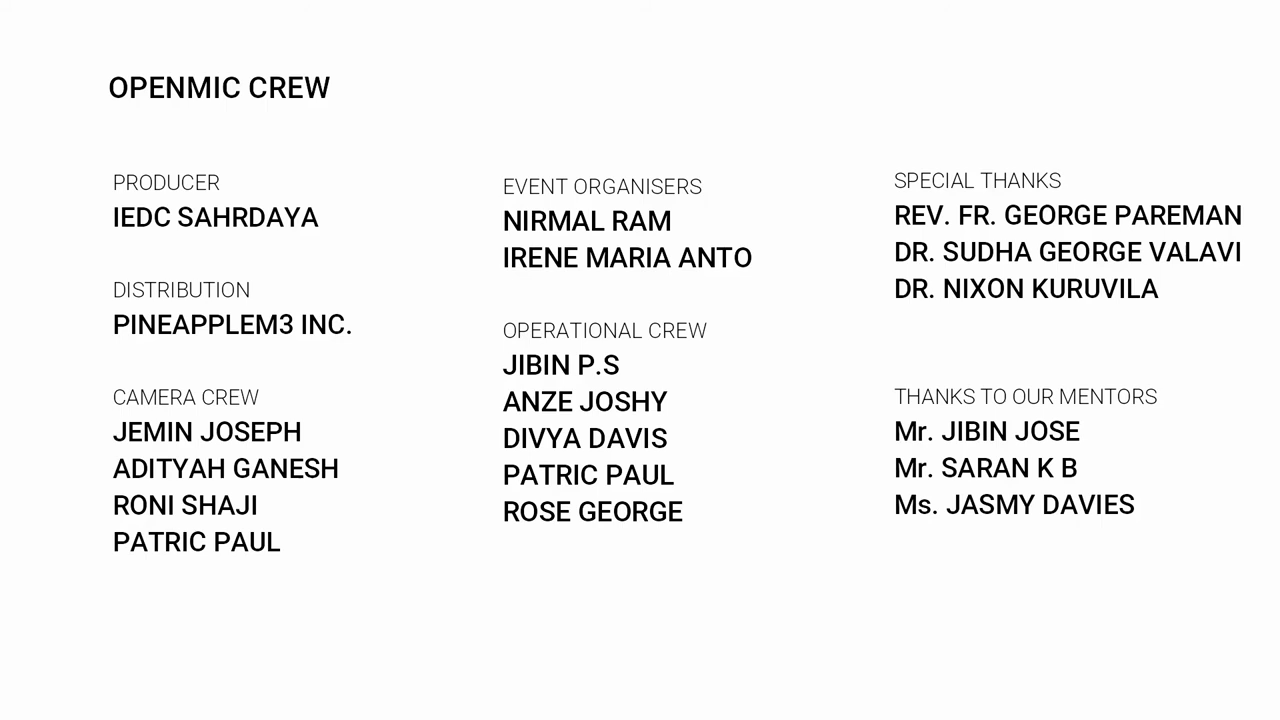 OPENMIC CREW
PRODUCER
IEDC SAHRDAYA
DISTRIBUTION
PINEAPPLEM3 INC.
CAMERA CREW
JEMIN JOSEPH
ADITYAH GANESH
RONI SHAJI
PATRIC PAUL
EVENT ORGANISERS
NIRMAL RAM
IRENE MARIA ANTO
OPERATIONAL CREW
JIBIN P.S
ANZE JOSHY
DIVYA DAVIS
PATRIC PAUL
ROSE GEORGE
SPECIAL THANKS
REV. FR. GEORGE PAREMAN
DR. SUDHA GEORGE VALAVI
DR. NIXON KURUVILA
THANKS TO OUR MENTORS
Mr. JIBIN JOSE
Mr. SARAN K B
Ms. JASMY DAVIES